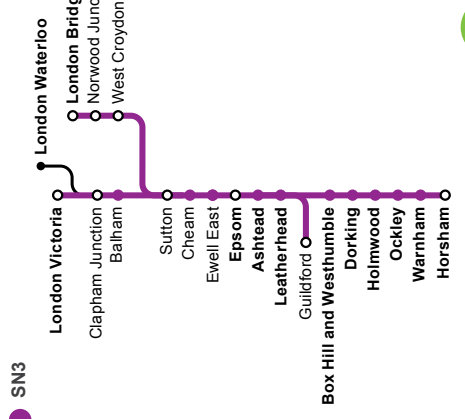 SN3
London Waterloo
London Bridg
Norwood Junc
West Croydon
London Victoria
Clapham Junction
Balham
Sutton
Cheam
Ewell East
Epsom
Ashtead
Leatherhead
Guildford
Box Hill and Westhumble
Dorking
Holmwood
Ockley
Warnham
Horsham